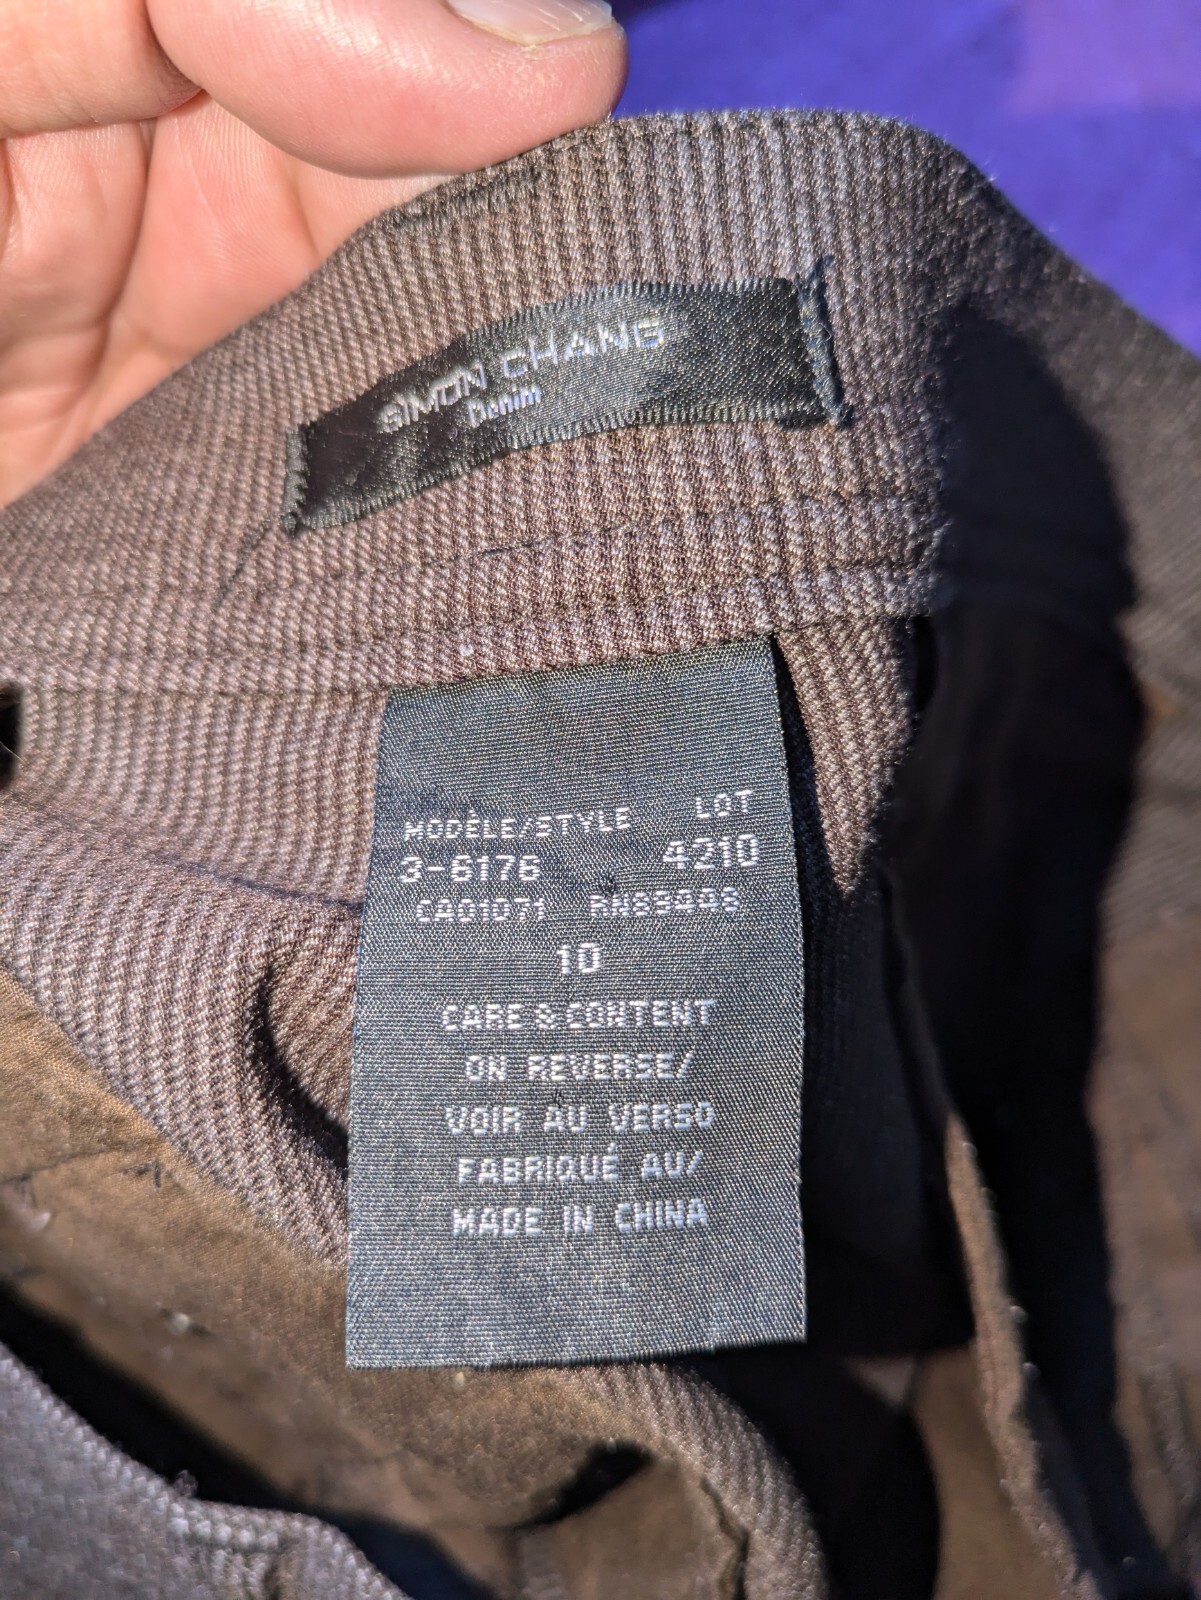 SIMON CHANG
Denim
MODÈLE/STYLE LOT
3-6176 4210
CA01071
10
CARE & CONTENT
ON REVERSE/
VOIR AU VERSO
FABRIQUÉ AU/
MADE IN CHINA